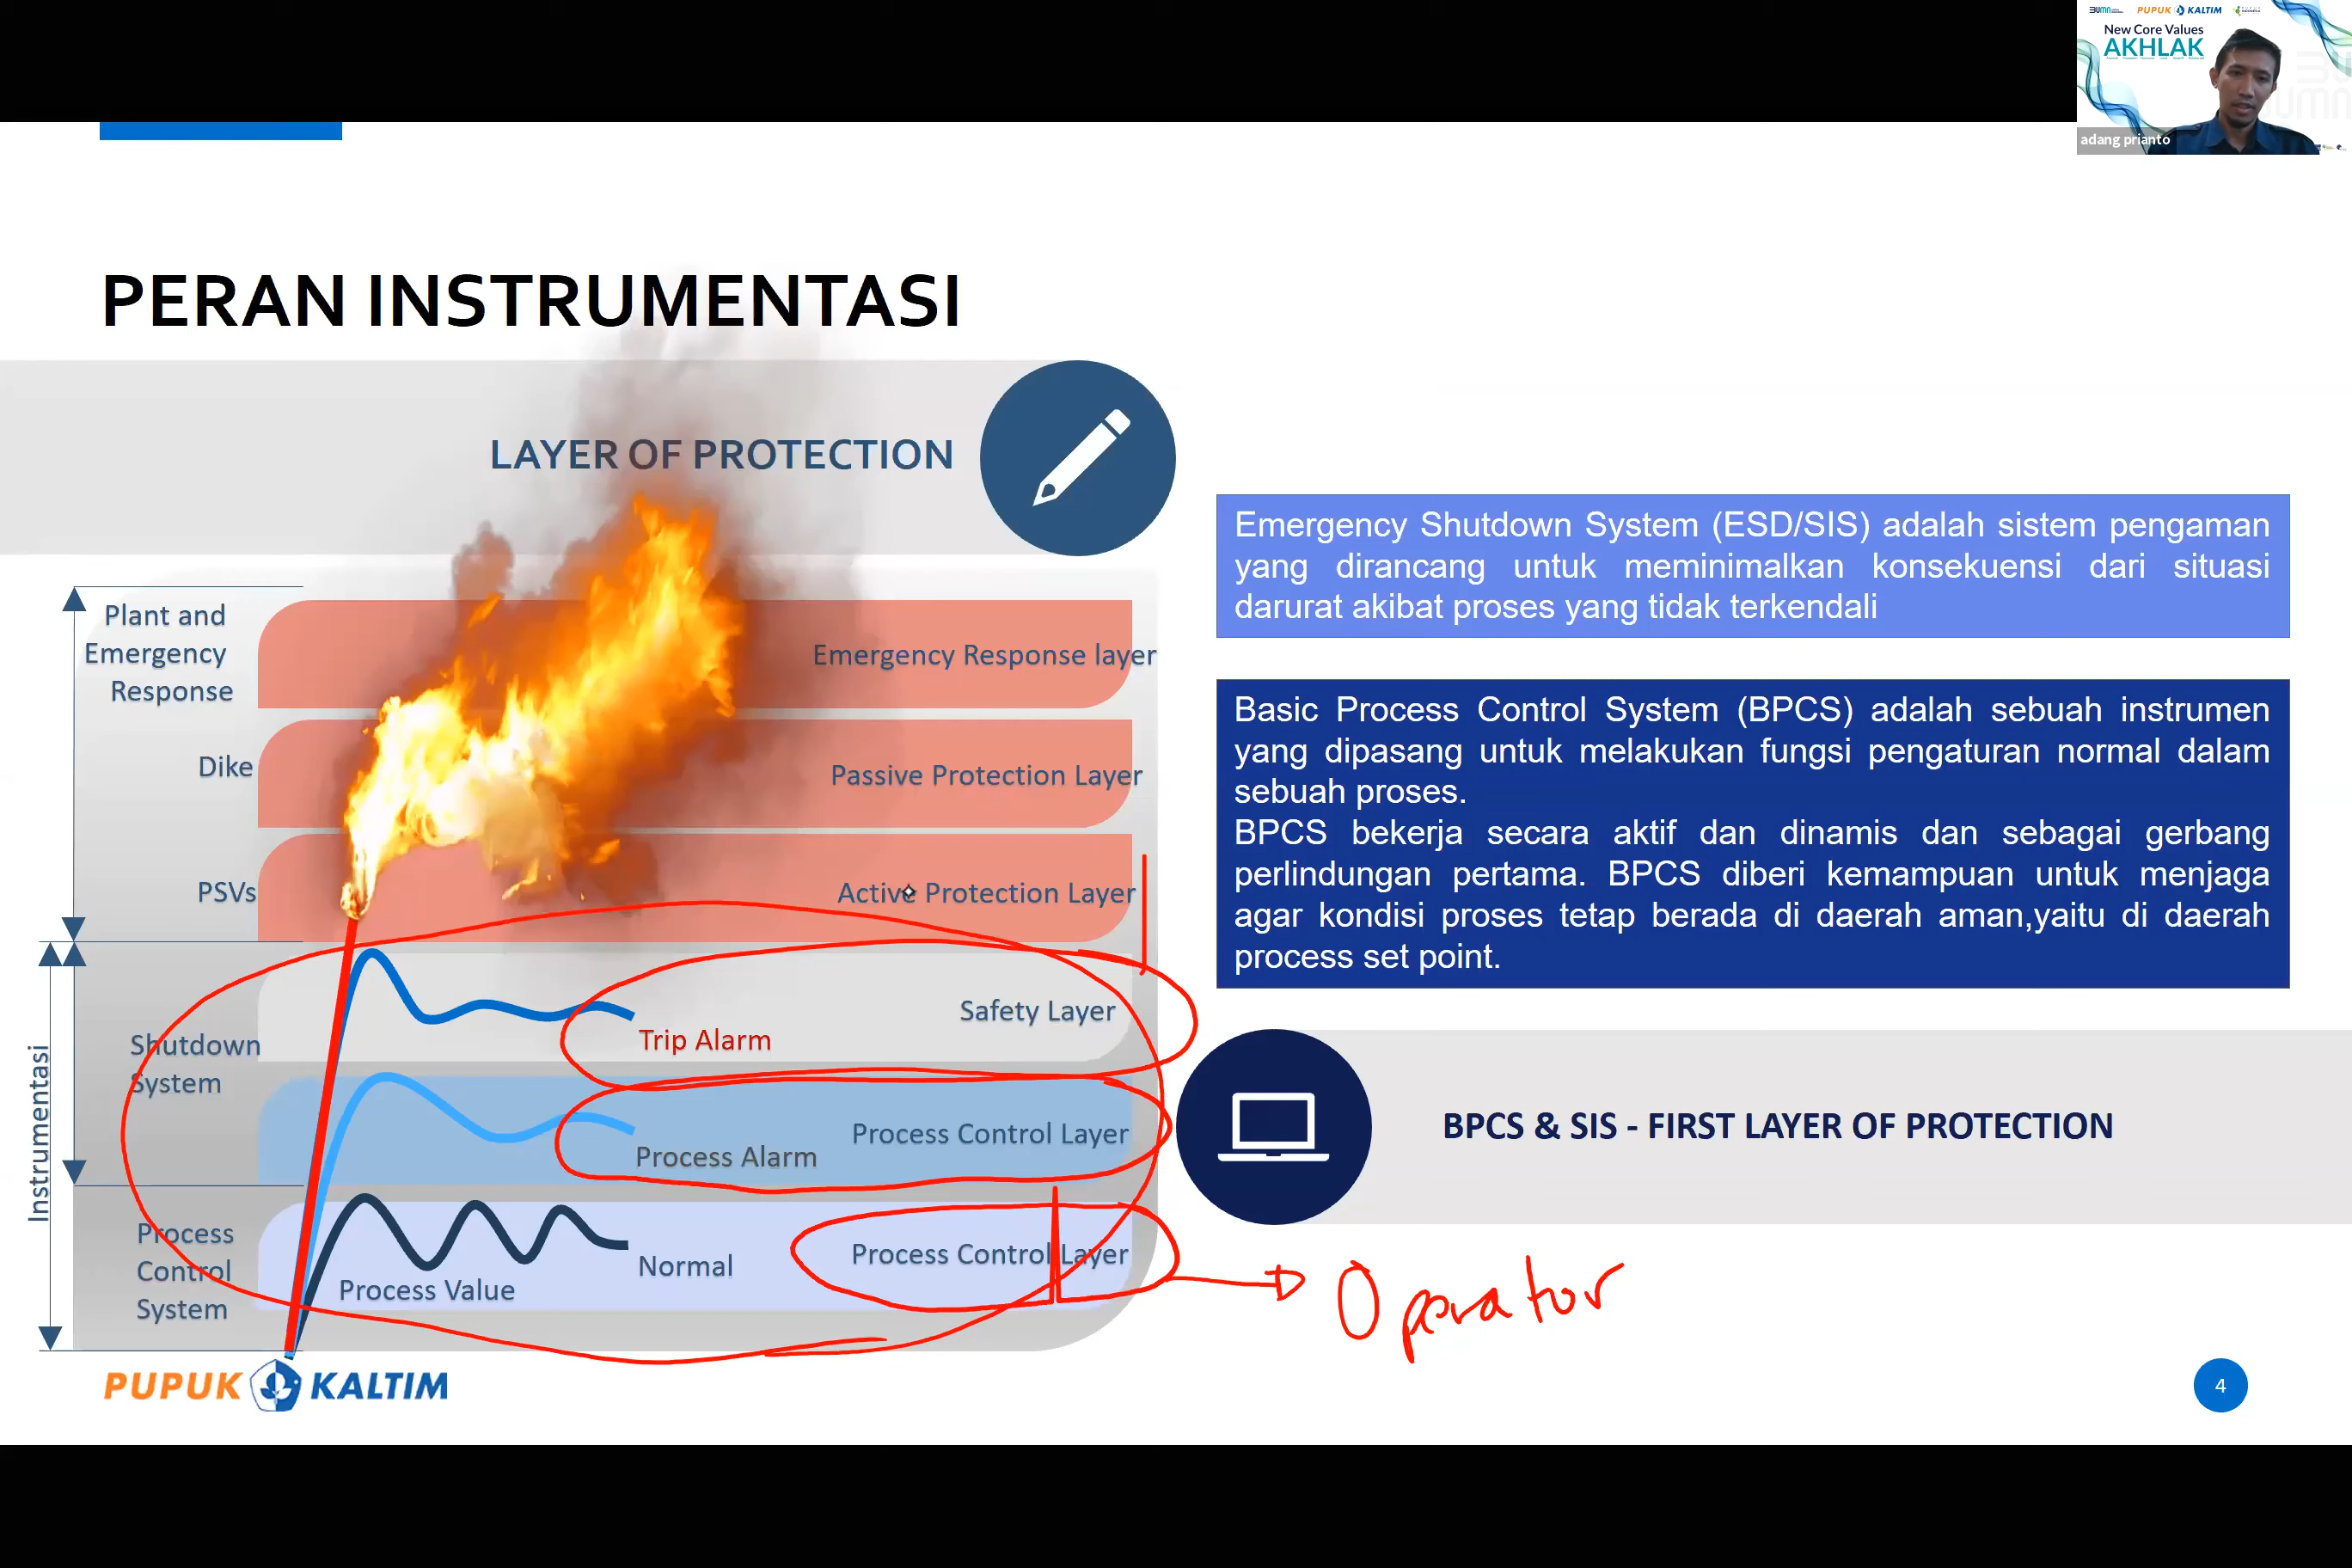 BUMN
PUPUK KALTIM
New Core Values
AKHLAK
adang prianto
PERAN INSTRUMENTASI
LAYER OF PROTECTION
Plant and
Emergency
Response
Emergency Response layer
Dike
Passive Protection Layer
PSVs
Active Protection Layer
Instrumentasi
Shutdown
System
Trip Alarm
Safety Layer
Process Alarm
Process Control Layer
Process
Control
System
Process Value
Normal
Process Control Layer
Operator
Emergency Shutdown System (ESD/SIS) adalah sistem pengaman
yang dirancang untuk meminimalkan konsekuensi dari situasi
darurat akibat proses yang tidak terkendali
Basic Process Control System (BPCS) adalah sebuah instrumen
yang dipasang untuk melakukan fungsi pengaturan normal dalam
sebuah proses.
BPCS bekerja secara aktif dan dinamis dan sebagai gerbang
perlindungan pertama. BPCS diberi kemampuan untuk menjaga
agar kondisi proses tetap berada di daerah aman,yaitu di daerah
process set point.
BPCS & SIS - FIRST LAYER OF PROTECTION
PUPUK KALTIM
4